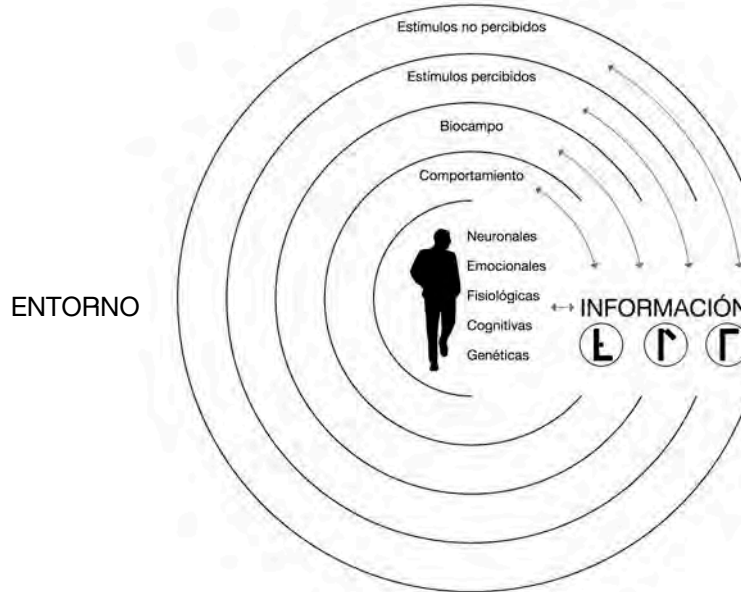 Estímulos no percibidos
Estímulos percibidos
Biocampo
Comportamiento
Neuronales
Emocionales
Fisiológicas
Cognitivas
Genéticas
ENTORNO
INFORMACIÓN